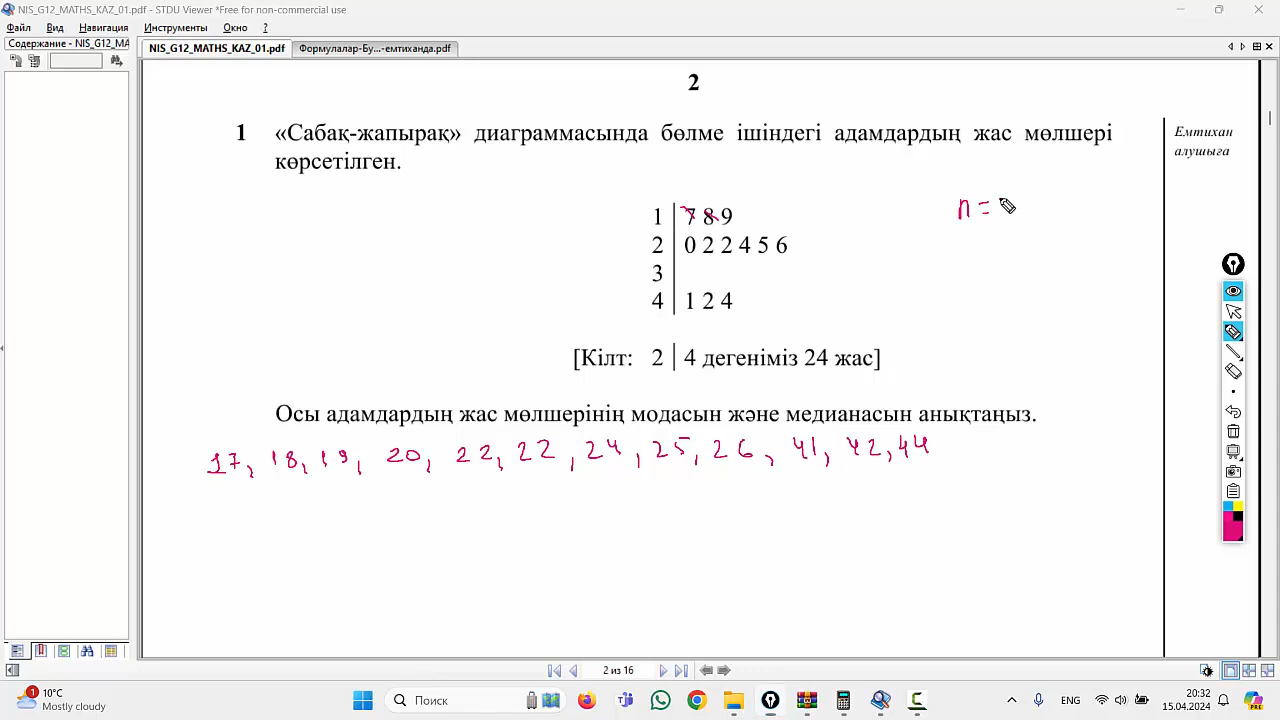 NIS_G12_MATHS_KAZ_01.pdf - STDU Viewer *Free for non-commercial use
Файл Вид Навигация Инструменты Окно ?
Содержание - NIS_G12_MA
NIS_G12_MATHS_KAZ_01.pdf Формулалар-Бу...-емтиханда.pdf
2
1 «Сабақ-жапырақ» диаграммасында бөлме ішіндегі адамдардың жас мөлшері
көрсетілген.
Емтихан
алушыға
1 | 7 8 9
n =
2 | 0 2 2 4 5 6
3 |
4 | 1 2 4
[Кілт: 2 | 4 дегеніміз 24 жас]
Осы адамдардың жас мөлшерінің модасын және медианасын анықтаңыз.
17, 18, 19, 20, 22, 22, 24, 25, 26, 41, 42, 44
2 из 16
1
10°C
Mostly cloudy
Поиск
ENG
20:32
15.04.2024
PRE